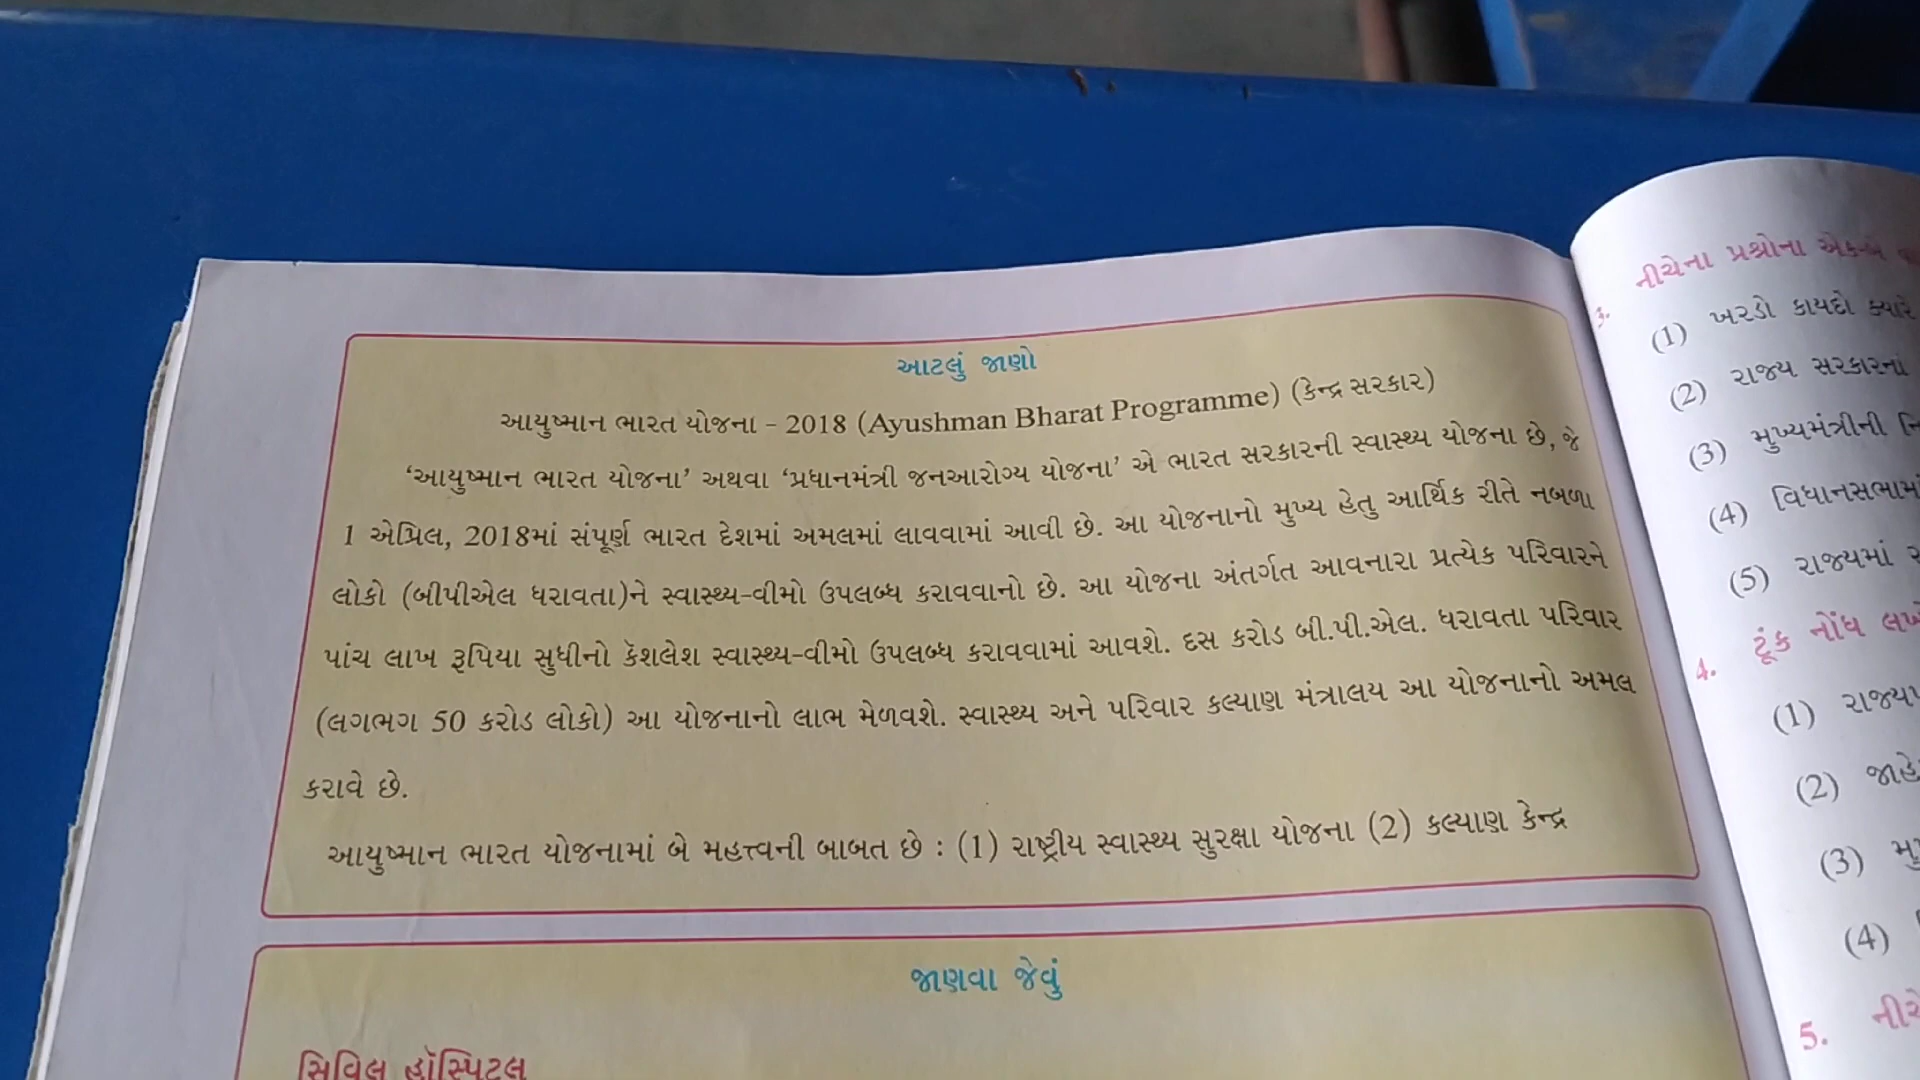 આટલું જાણો
આયુષ્માન ભારત યોજના – 2018 (Ayushman Bharat Programme) (કેન્દ્ર સરકાર)
‘આયુષ્માન ભારત યોજના’ અથવા ‘પ્રધાનમંત્રી જનઆરોગ્ય યોજના’ એ ભારત સરકારની સ્વાસ્થ્ય યોજના છે, જે
1 એપ્રિલ, 2018માં સંપૂર્ણ ભારત દેશમાં અમલમાં લાવવામાં આવી છે. આ યોજનાનો મુખ્ય હેતુ આર્થિક રીતે નબળા
લોકો (બીપીએલ ધરાવતા)ને સ્વાસ્થ્ય-વીમો ઉપલબ્ધ કરાવવાનો છે. આ યોજના અંતર્ગત આવનારા પ્રત્યેક પરિવારને
પાંચ લાખ રૂપિયા સુધીનો કૅશલેશ સ્વાસ્થ્ય-વીમો ઉપલબ્ધ કરાવવામાં આવશે. દસ કરોડ બી.પી.એલ. ધરાવતા પરિવાર
(લગભગ 50 કરોડ લોકો) આ યોજનાનો લાભ મેળવશે. સ્વાસ્થ્ય અને પરિવાર કલ્યાણ મંત્રાલય આ યોજનાનો અમલ
કરાવે છે.
આયુષ્માન ભારત યોજનામાં બે મહત્ત્વની બાબત છે : (1) રાષ્ટ્રીય સ્વાસ્થ્ય સુરક્ષા યોજના (2) કલ્યાણ કેન્દ્ર
જાણવા જેવું
સિવિલ હૉસ્પિટલ
3. નીચેના પ્રશ્નોના
(1) ખરડો કાયદો ક્યારે
(2) રાજ્ય સરકારનાં
(3) મુખ્યમંત્રીની
(4)
(5) રાજ્યમાં
4. ટૂંક નોંધ
(1)
(2)
(3)
(4)
5.